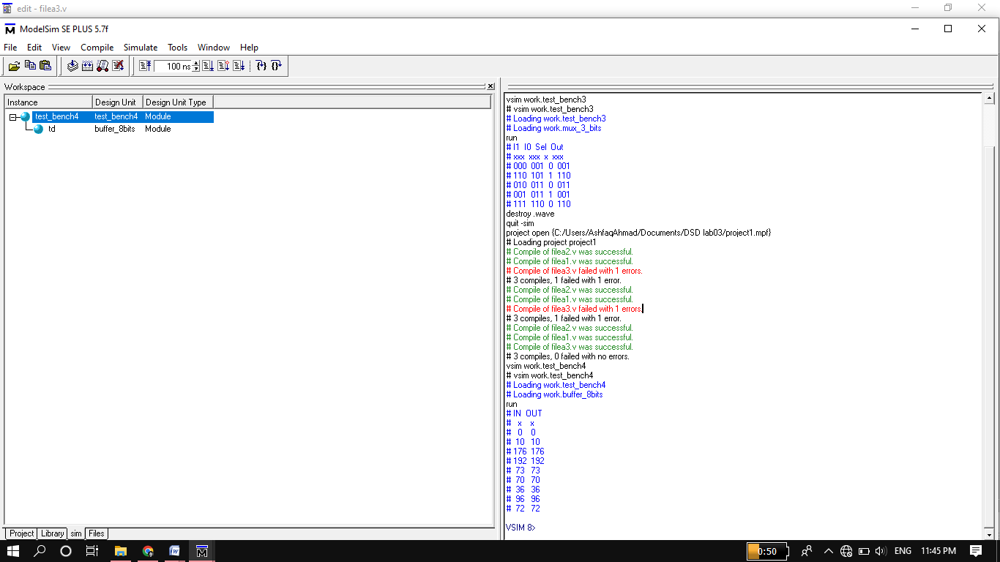 edit - filea3.v
ModelSim SE PLUS 5.7f
File Edit View Compile Simulate Tools Window Help
100 ns
Workspace
Instance Design Unit Design Unit Type
test_bench4 test_bench4 Module
td buffer_8bits Module
Project Library sim Files
vsim work.test_bench3
# vsim work.test_bench3
# Loading work.test_bench3
# Loading work.mux_3_bits
run
# I1 I0 Sel Out
# xxx xxx x xxx
# 000 001 0 001
# 110 101 1 110
# 010 011 0 011
# 001 011 1 001
# 111 110 0 110
destroy .wave
quit -sim
project open {C:/Users/AshfaqAhmad/Documents/DSD lab03/project1.mpf}
# Loading project project1
# Compile of filea2.v was successful.
# Compile of filea1.v was successful.
# Compile of filea3.v failed with 1 errors.
# 3 compiles, 1 failed with 1 error.
# Compile of filea2.v was successful.
# Compile of filea1.v was successful.
# Compile of filea3.v failed with 1 errors.
# 3 compiles, 1 failed with 1 error.
# Compile of filea2.v was successful.
# Compile of filea1.v was successful.
# Compile of filea3.v was successful.
# 3 compiles, 0 failed with no errors.
vsim work.test_bench4
# vsim work.test_bench4
# Loading work.test_bench4
# Loading work.buffer_8bits
run
# IN OUT
# x x
# 0 0
# 10 10
# 176 176
# 192 192
# 73 73
# 70 70
# 36 36
# 96 96
# 72 72
VSIM 8>
0:50 ENG 11:45 PM